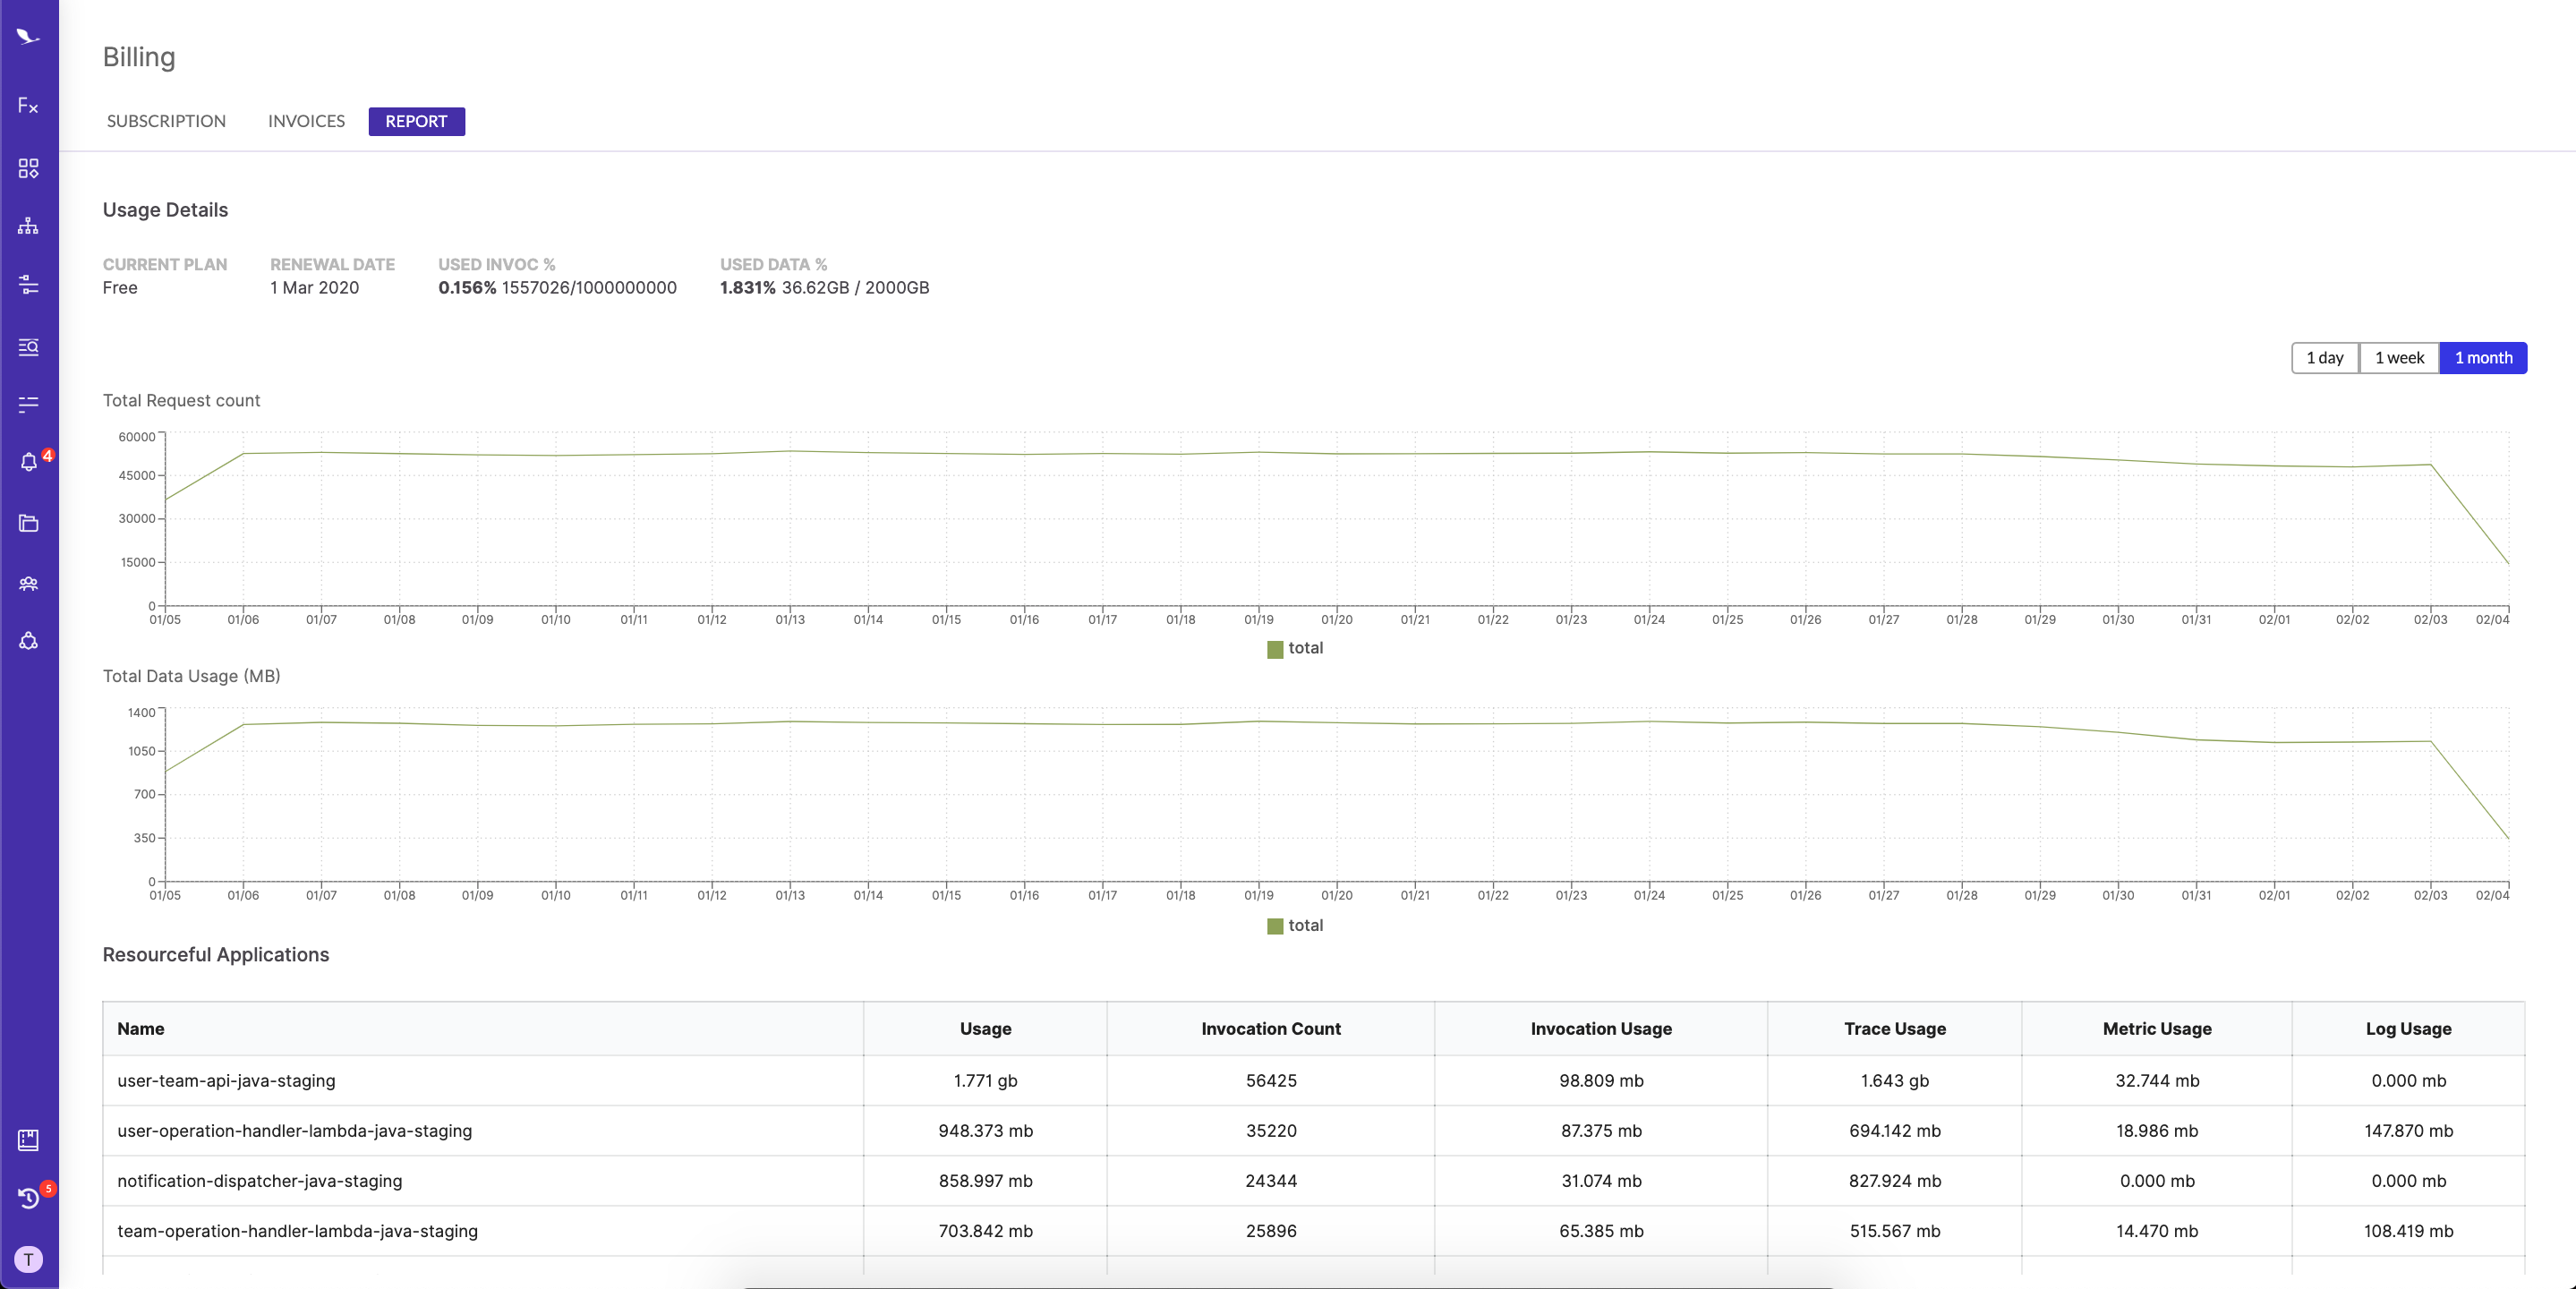 Billing
Fx
SUBSCRIPTION INVOICES REPORT
Usage Details
CURRENT PLAN RENEWAL DATE USED INVOC % USED DATA %
Free 1 Mar 2020 0.156% 1557026/1000000000 1.831% 36.62GB / 2000GB
1 day 1 week 1 month
Total Request count
60000
4
45000
30000
15000
0
01/05 01/06 01/07 01/08 01/09 01/10 01/11 01/12 01/13 01/14 01/15 01/16 01/17 01/18 01/19 01/20 01/21 01/22 01/23 01/24 01/25 01/26 01/27 01/28 01/29 01/30 01/31 02/01 02/02 02/03 02/04
total
Total Data Usage (MB)
1400
1050
700
350
0
01/05 01/06 01/07 01/08 01/09 01/10 01/11 01/12 01/13 01/14 01/15 01/16 01/17 01/18 01/19 01/20 01/21 01/22 01/23 01/24 01/25 01/26 01/27 01/28 01/29 01/30 01/31 02/01 02/02 02/03 02/04
total
Resourceful Applications
Name Usage Invocation Count Invocation Usage Trace Usage Metric Usage Log Usage
user-team-api-java-staging 1.771 gb 56425 98.809 mb 1.643 gb 32.744 mb 0.000 mb
user-operation-handler-lambda-java-staging 948.373 mb 35220 87.375 mb 694.142 mb 18.986 mb 147.870 mb
notification-dispatcher-java-staging 858.997 mb 24344 31.074 mb 827.924 mb 0.000 mb 0.000 mb
5
team-operation-handler-lambda-java-staging 703.842 mb 25896 65.385 mb 515.567 mb 14.470 mb 108.419 mb
T